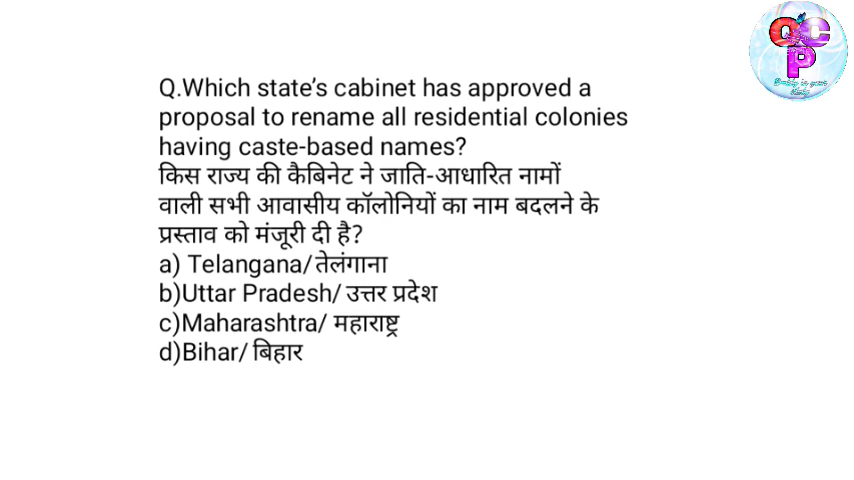 Q.Which state's cabinet has approved a
proposal to rename all residential colonies
having caste-based names?
किस राज्य की कैबिनेट ने जाति-आधारित नामों
वाली सभी आवासीय कॉलोनियों का नाम बदलने के
प्रस्ताव को मंजूरी दी है?
a) Telangana/तेलंगाना
b)Uttar Pradesh/ उत्तर प्रदेश
c)Maharashtra/ महाराष्ट्र
d)Bihar/ बिहार
QC
P